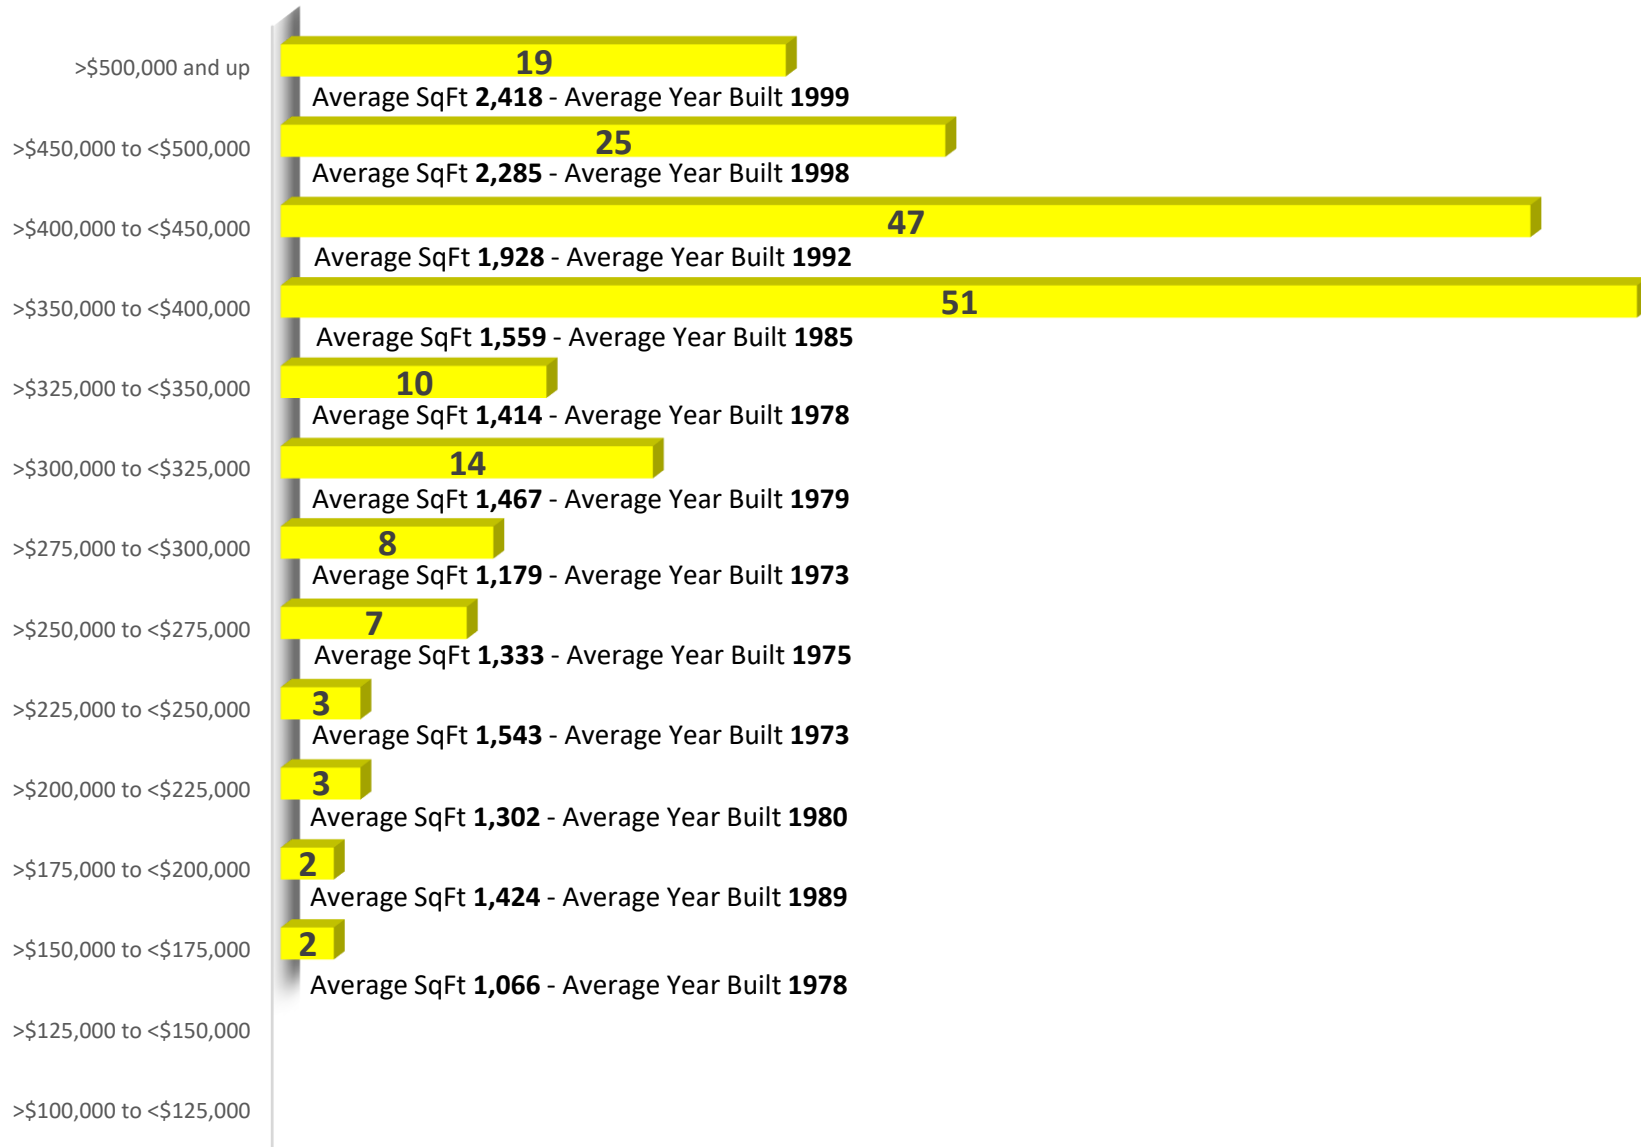 >$500,000 and up
19
Average SqFt 2,418 - Average Year Built 1999
>$450,000 to <$500,000
25
Average SqFt 2,285 - Average Year Built 1998
>$400,000 to <$450,000
47
Average SqFt 1,928 - Average Year Built 1992
>$350,000 to <$400,000
51
Average SqFt 1,559 - Average Year Built 1985
>$325,000 to <$350,000
10
Average SqFt 1,414 - Average Year Built 1978
>$300,000 to <$325,000
14
Average SqFt 1,467 - Average Year Built 1979
>$275,000 to <$300,000
8
Average SqFt 1,179 - Average Year Built 1973
>$250,000 to <$275,000
7
Average SqFt 1,333 - Average Year Built 1975
>$225,000 to <$250,000
3
Average SqFt 1,543 - Average Year Built 1973
>$200,000 to <$225,000
3
Average SqFt 1,302 - Average Year Built 1980
>$175,000 to <$200,000
2
Average SqFt 1,424 - Average Year Built 1989
>$150,000 to <$175,000
2
Average SqFt 1,066 - Average Year Built 1978
>$125,000 to <$150,000
>$100,000 to <$125,000